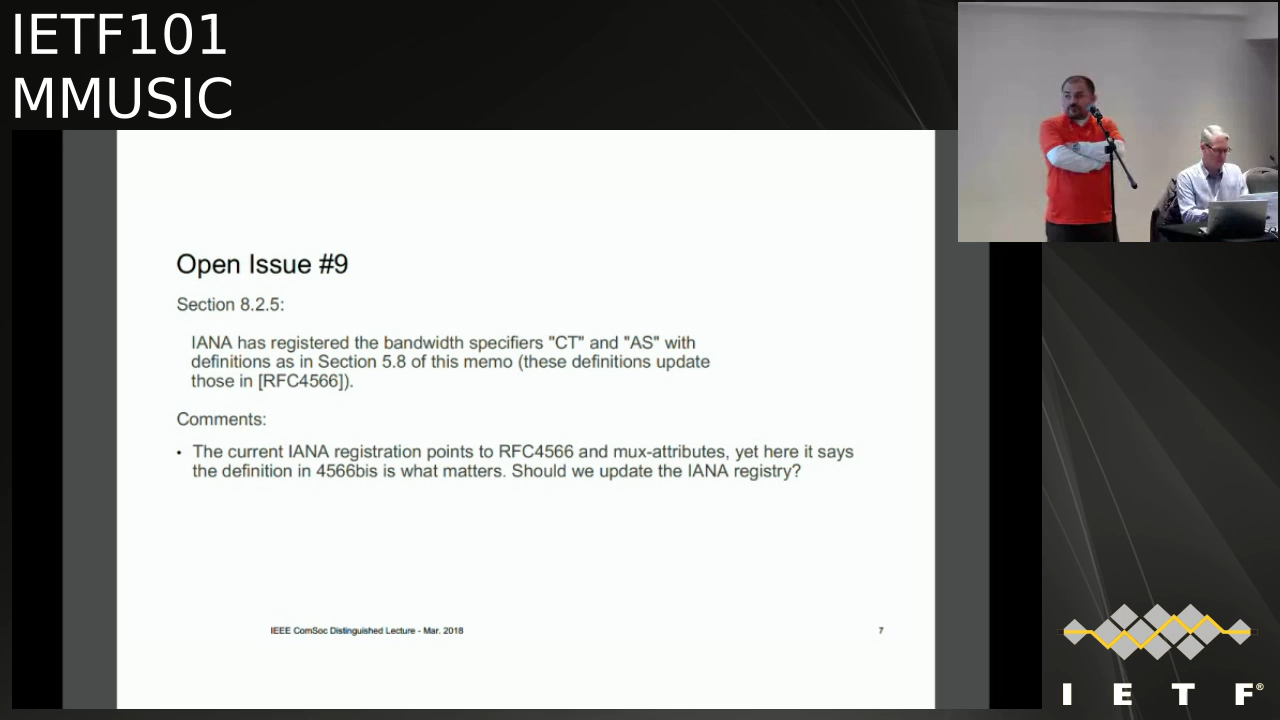 IETF101
MMUSIC
Open Issue #9
Section 8.2.5:
IANA has registered the bandwidth specifiers "CT" and "AS" with
definitions as in Section 5.8 of this memo (these definitions update
those in [RFC4566]).
Comments:
• The current IANA registration points to RFC4566 and mux-attributes, yet here it says
the definition in 4566bis is what matters. Should we update the IANA registry?
IEEE ComSoc Distinguished Lecture - Mar. 2018
7
I E T F®